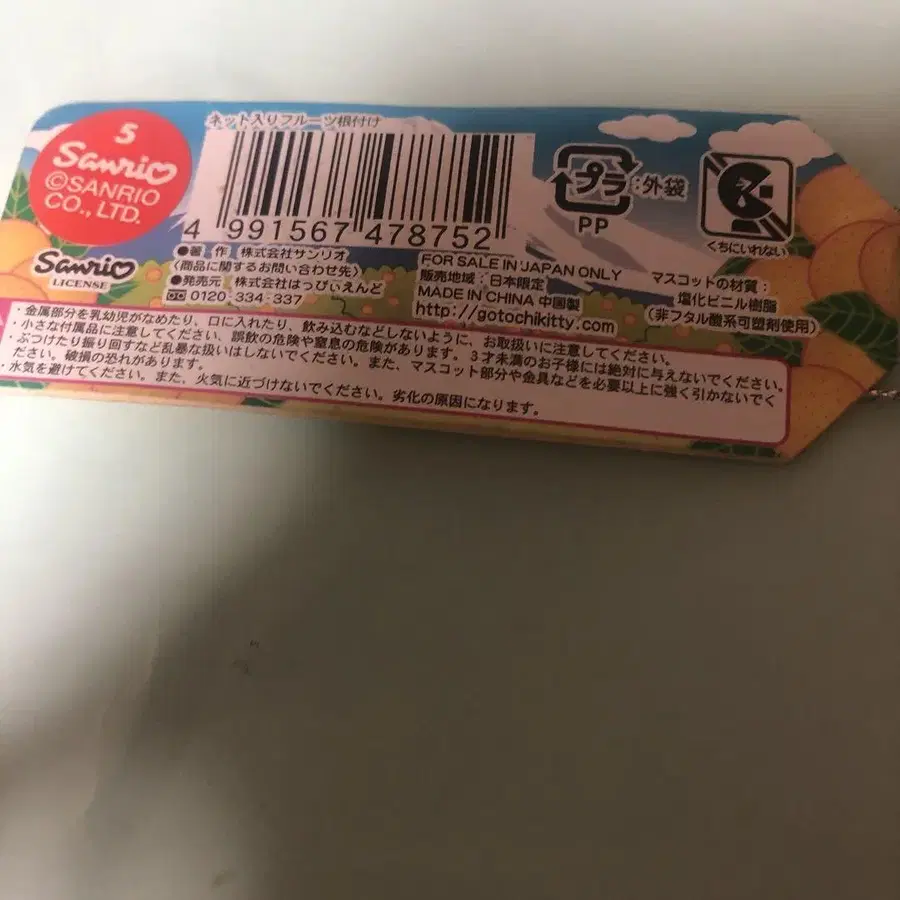 5
Sanrio
©SANRIO
CO., LTD.
Sanrio
LICENSE
ネット入りフルーツ根付け
4 991567 478752
●著 作 株式会社サンリオ
〈商品に関するお問い合わせ先〉
●発売元 株式会社はっぴぃえんど
0120-334-337
FOR SALE IN JAPAN ONLY
販売地域:日本限定
MADE IN CHINA 中国製
http://gotochikitty.com
プラ
:外袋
PP
くちにいれない
マスコットの材質:
塩化ビニル樹脂
(非フタル酸系可塑剤使用)
・金属部分を乳幼児がなめたり、口に入れたり、飲み込むなどしないように、お取扱いに注意してください。
・小さな付属品に注意してください、誤飲の危険や窒息の危険があります。3才未満のお子様には絶対に与えないでください。
・ぶつけたり振り回すなど乱暴な扱いはしないでください。また、マスコット部分や金具などを必要以上に強く引かないでく
ださい。破損の恐れがあります。
・水気を避けてください。また、火気に近づけないでください。劣化の原因になります。